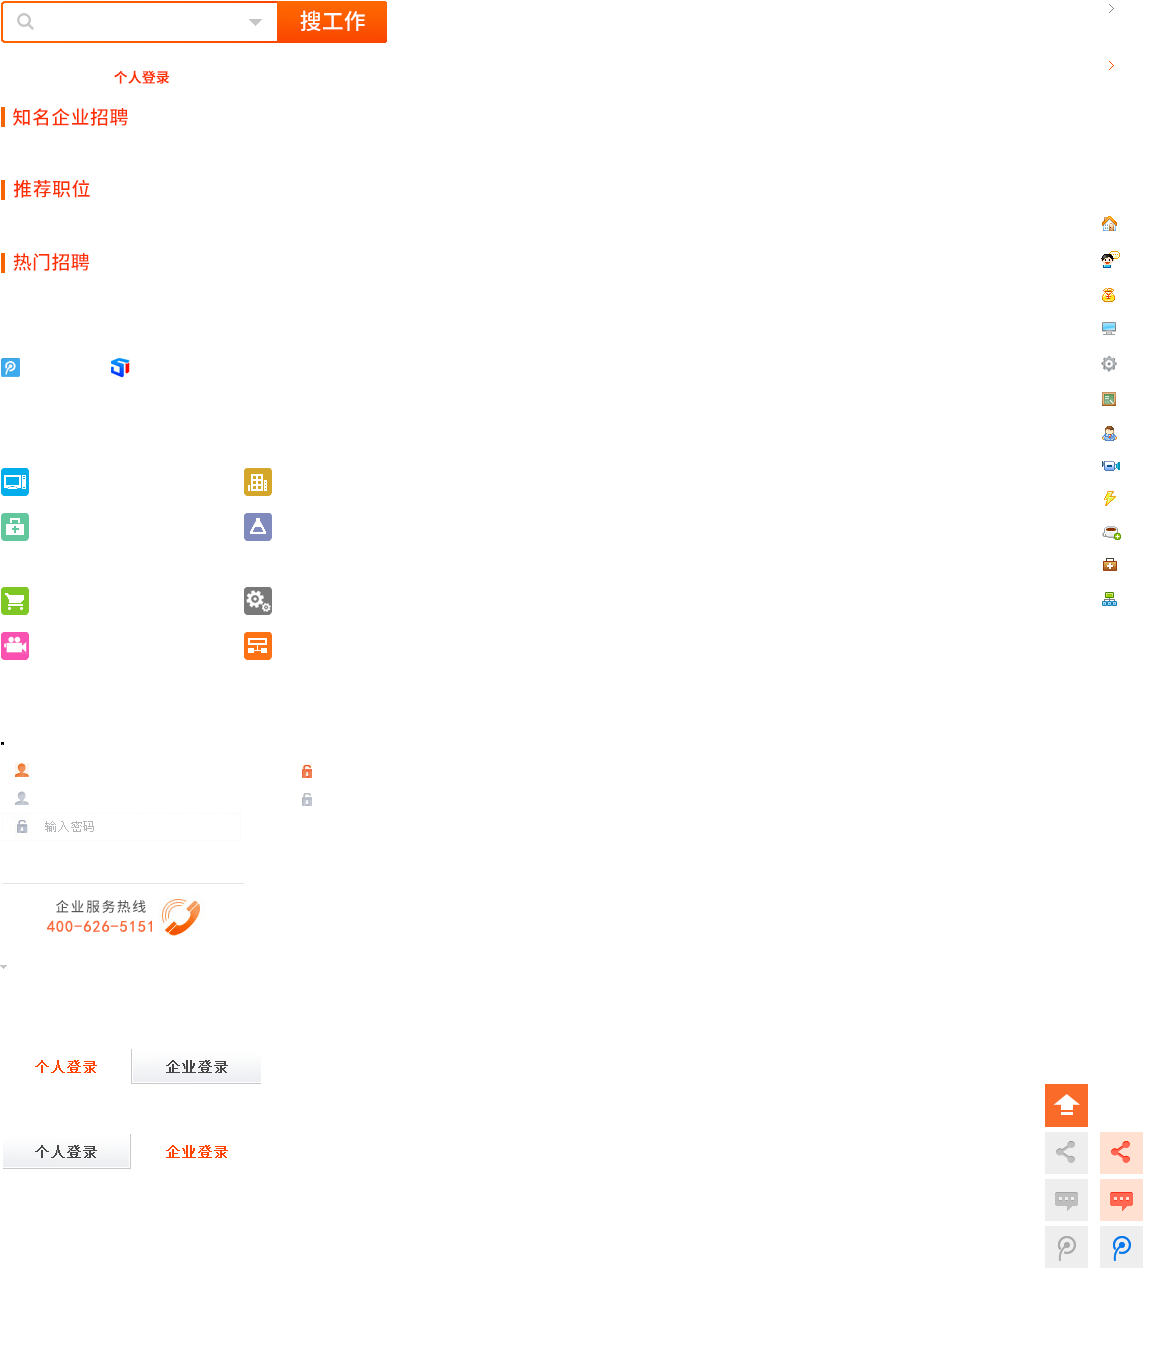 搜工作
个人登录
知名企业招聘
推荐职位
热门招聘
输入密码
企业服务热线
400-626-5151
个人登录 企业登录
个人登录 企业登录